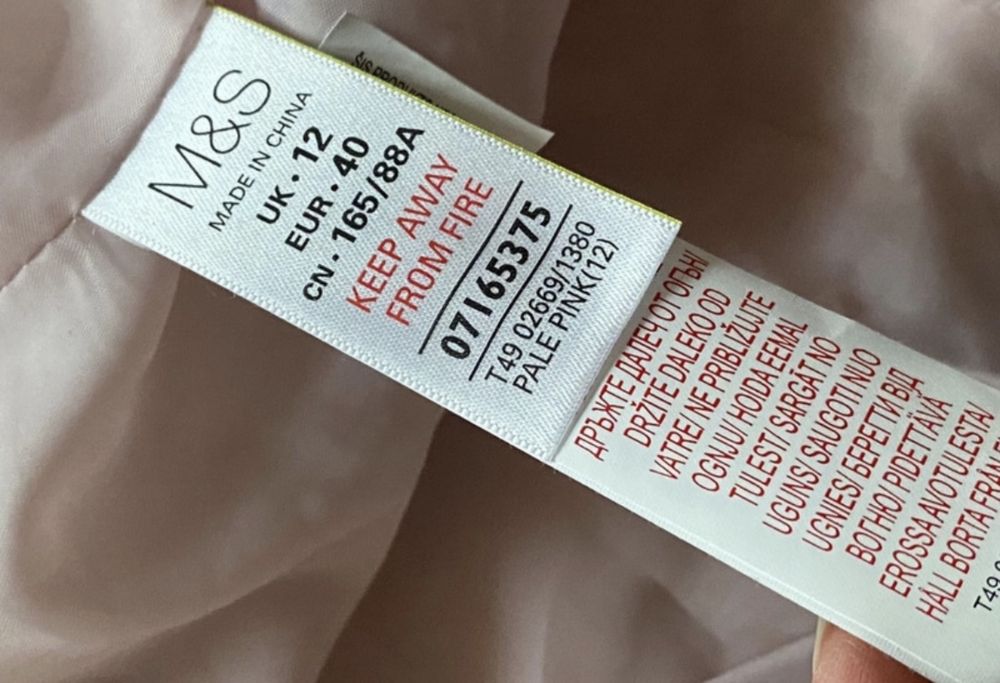 M&S
MADE IN CHINA
UK • 12
EUR • 40
CN • 165/88A
KEEP AWAY
FROM FIRE
07165375
T49 02669/1380
PALE PINK(12)
ДРЪЖТЕ ДАЛЕЧ ОТ ОГЪН/
DRŽITE DALEKO OD
VATRE/ NE PRIBLIŽUJTE
OGNJU/ HOIDA EEMAL
TULEST/ SARGĀT NO
UGUNS/ SAUGOTI NUO
UGNIES/ БЕРЕГТИ ВІД
ВОГНЮ/ PIDETTÄVÄ
EROSSA AVOTULESTA/
HÅLL BORTA FRÅN
T49